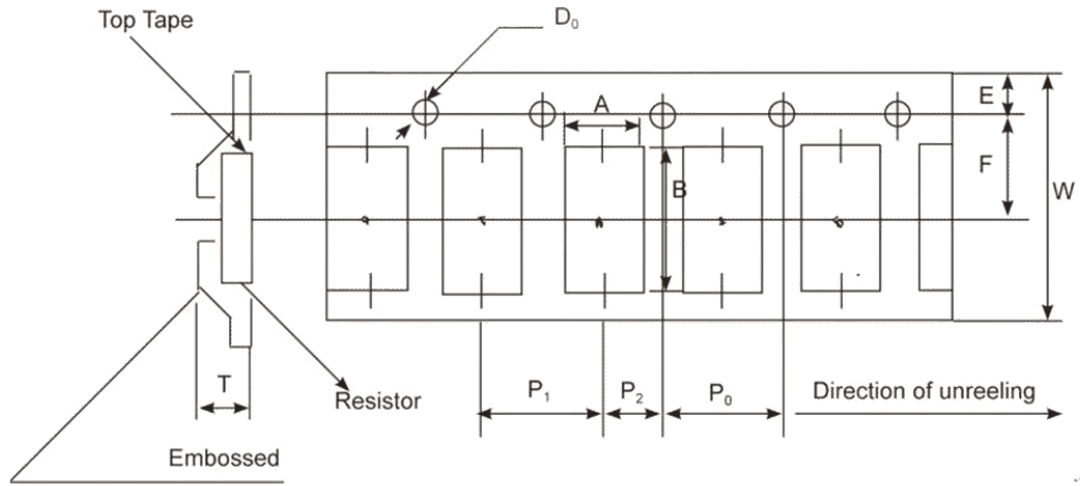 Top Tape
D₀
A
E
F
B
W
T
Resistor
P₁
P₂
P₀
Direction of unreeling
Embossed